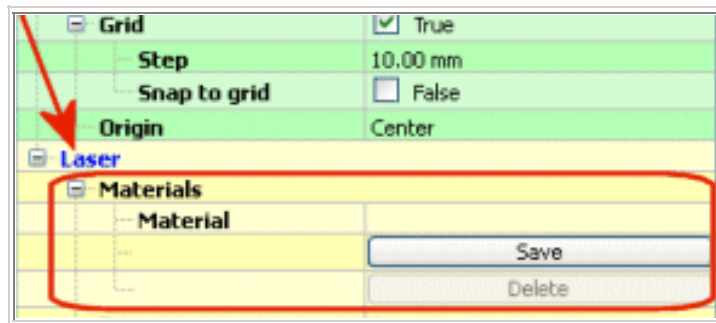 Grid True
Step 10.00 mm
Snap to grid False
Origin Center
Laser
Materials
Material
Save
Delete